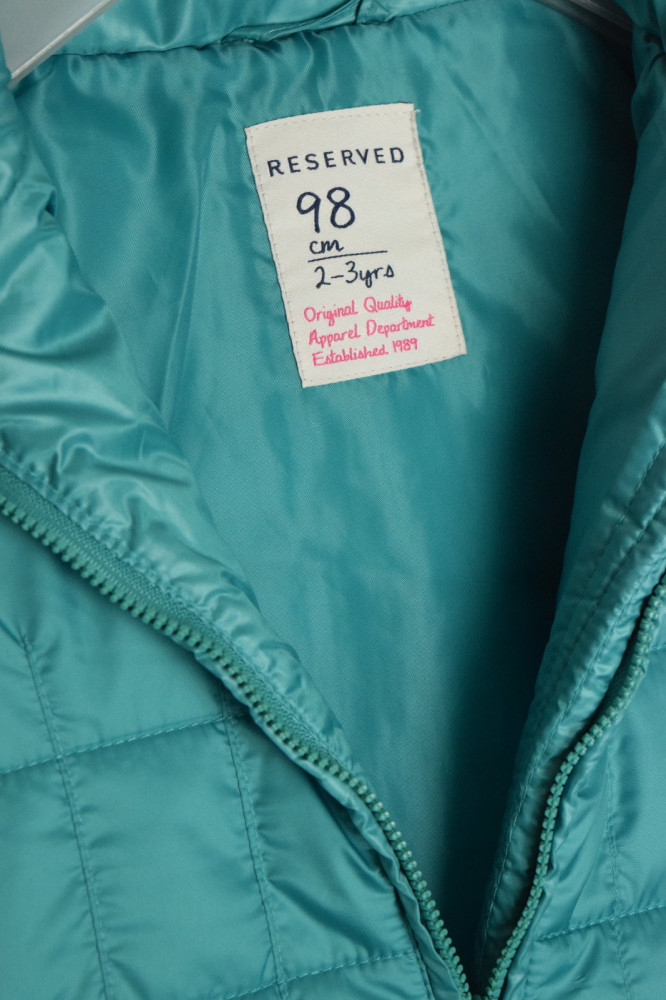 RESERVED
98
cm
2-3yrs
Original Quality
Apparel Department
Established 1989